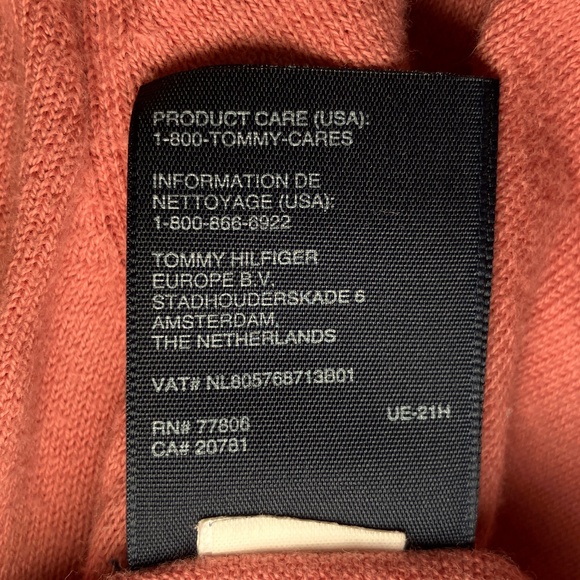 PRODUCT CARE (USA):
1-800-TOMMY-CARES
INFORMATION DE
NETTOYAGE (USA):
1-800-866-6922
TOMMY HILFIGER
EUROPE B.V.
STADHOUDERSKADE 6
AMSTERDAM,
THE NETHERLANDS
VAT# NL805768713B01
RN# 77806
CA# 20781
UE-21H